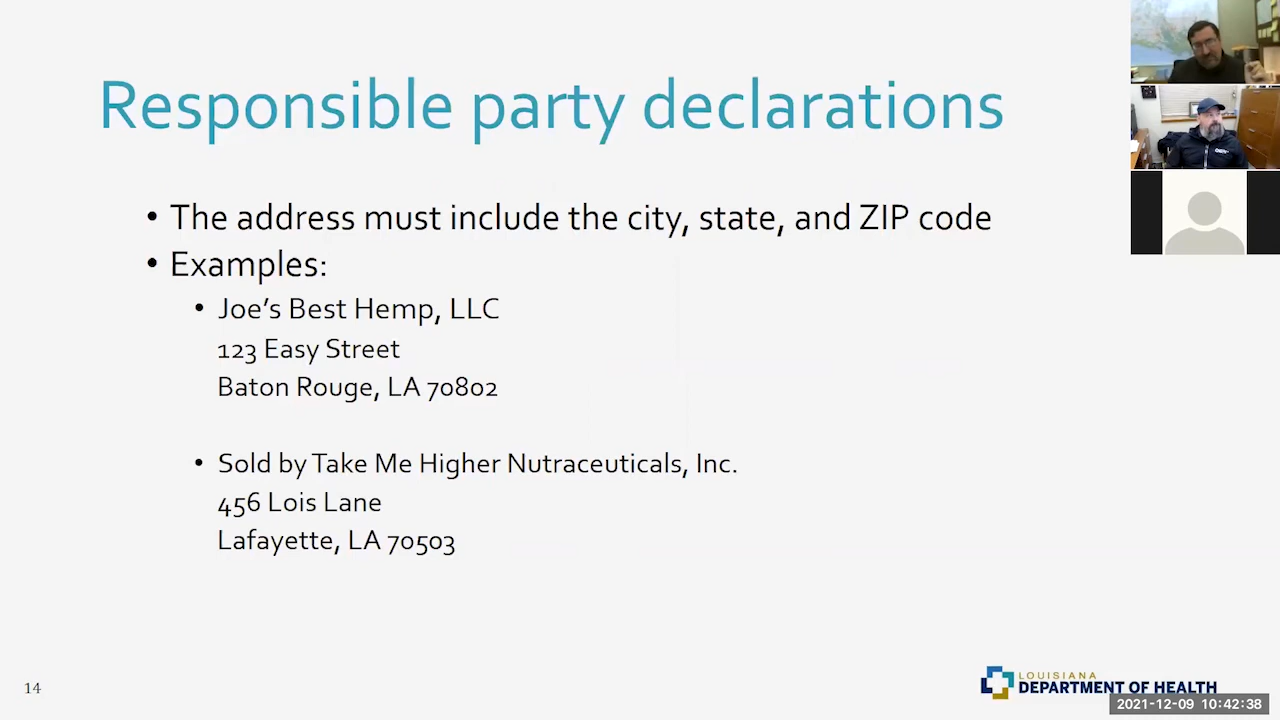 Responsible party declarations
• The address must include the city, state, and ZIP code
• Examples:
• Joe’s Best Hemp, LLC
123 Easy Street
Baton Rouge, LA 70802
• Sold by Take Me Higher Nutraceuticals, Inc.
456 Lois Lane
Lafayette, LA 70503
14
LOUISIANA
DEPARTMENT OF HEALTH
2021-12-09 10:42:38